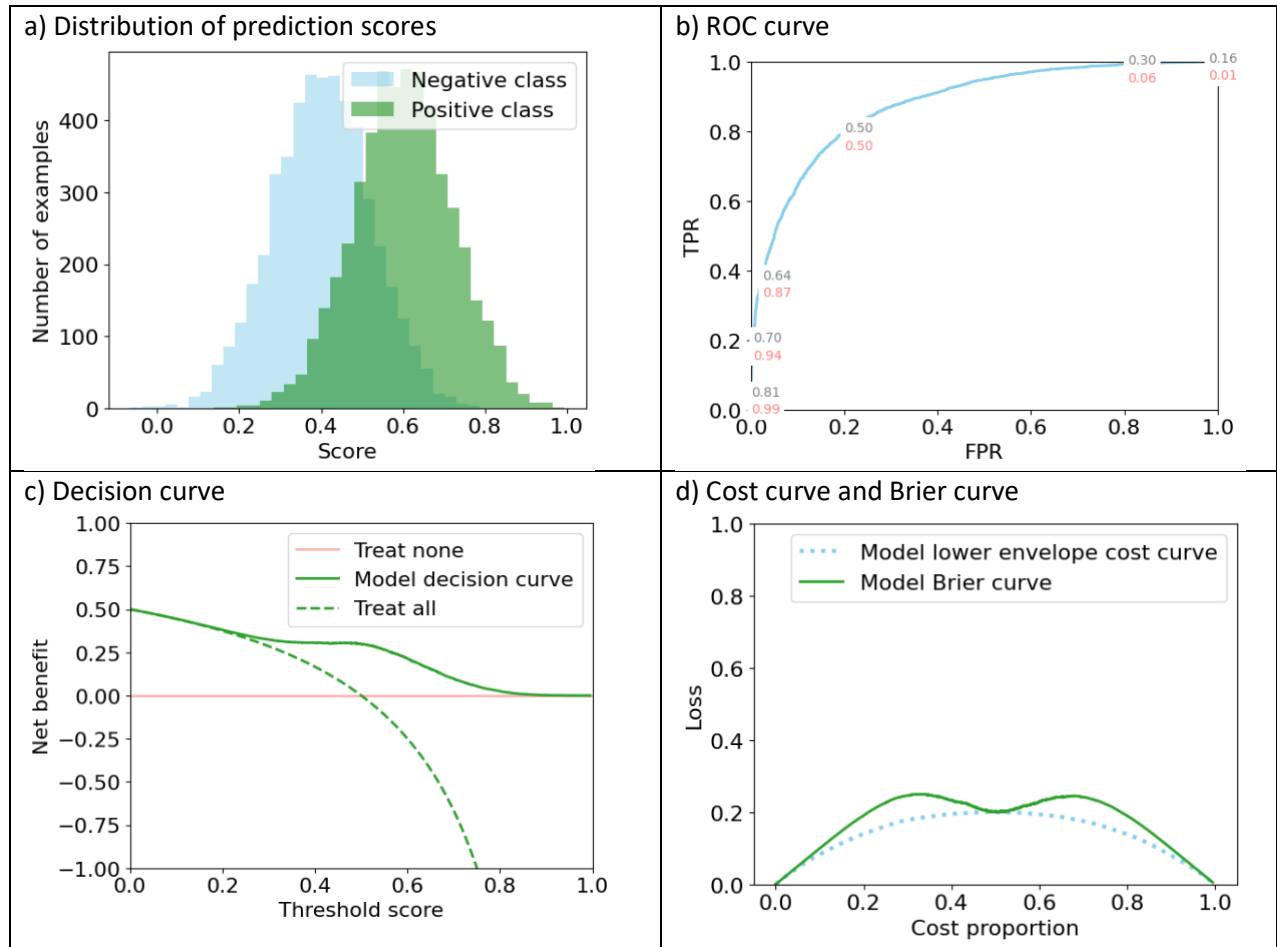 a) Distribution of prediction scores
Negative class
Positive class
Number of examples
400
300
200
100
0
0.0 0.2 0.4 0.6 0.8 1.0
Score
b) ROC curve
TPR
1.0
0.8
0.6
0.4
0.2
0.0
0.30
0.06
0.16
0.01
0.50
0.50
0.64
0.87
0.70
0.94
0.81
0.99
0.0 0.2 0.4 0.6 0.8 1.0
FPR
c) Decision curve
Treat none
Model decision curve
Treat all
Net benefit
1.00
0.75
0.50
0.25
0.00
−0.25
−0.50
−0.75
−1.00
0.0 0.2 0.4 0.6 0.8 1.0
Threshold score
d) Cost curve and Brier curve
Model lower envelope cost curve
Model Brier curve
Loss
1.0
0.8
0.6
0.4
0.2
0.0
0.0 0.2 0.4 0.6 0.8 1.0
Cost proportion